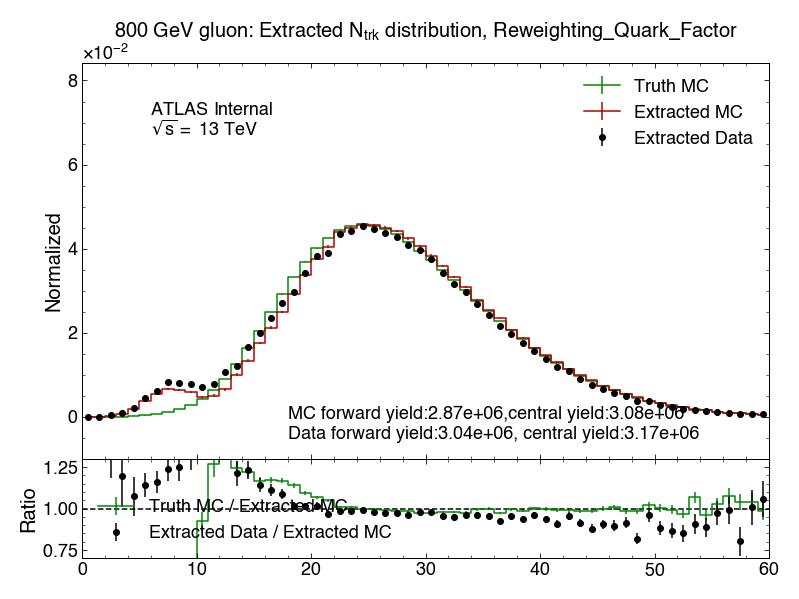 800 GeV gluon: Extracted Ntrk distribution, Reweighting_Quark_Factor
×10−2
8
6
4
2
0
Normalized
ATLAS Internal
√s = 13 TeV
Truth MC
Extracted MC
Extracted Data
MC forward yield:2.87e+06,central yield:3.08e+06
Data forward yield:3.04e+06, central yield:3.17e+06
1.25
1.00
0.75
Ratio
Truth MC / Extracted MC
Extracted Data / Extracted MC
0 10 20 30 40 50 60